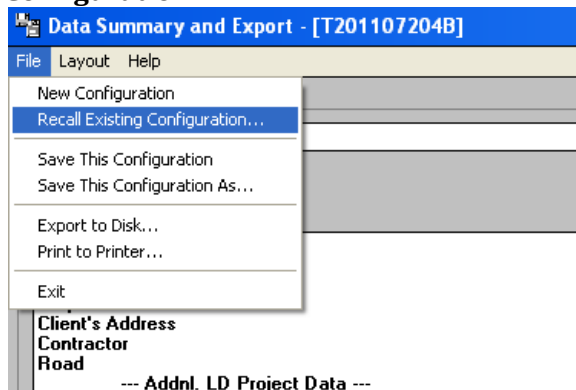 Data Summary and Export - [T201107204B]
File Layout Help
New Configuration
Recall Existing Configuration...
Save This Configuration
Save This Configuration As...
Export to Disk...
Print to Printer...
Exit
Client's Address
Contractor
Road
--- Addnl. LD Project Data ---